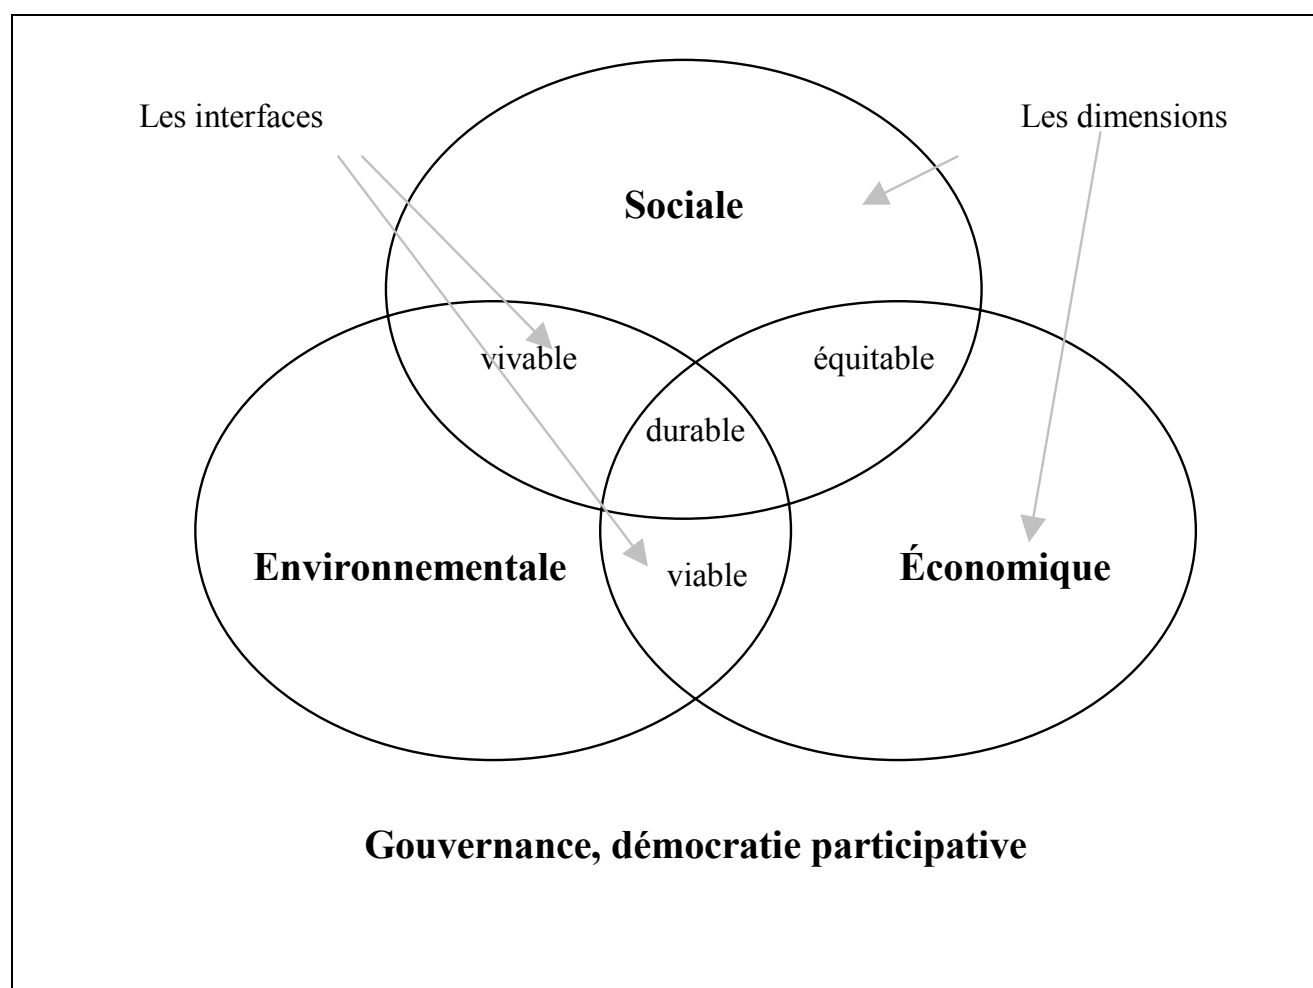 Les interfaces
Les dimensions
Sociale
vivable
équitable
durable
Environnementale
viable
Économique
Gouvernance, démocratie participative